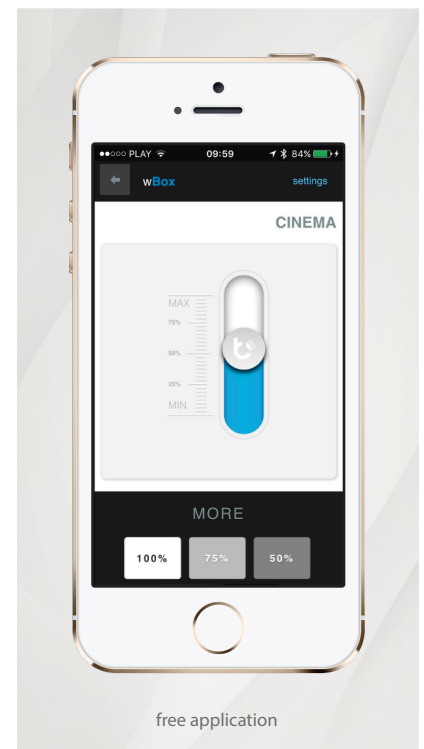 PLAY 09:59 84%
wBox settings
CINEMA
MAX
75%
50%
25%
MIN
MORE
100% 75% 50%
free application